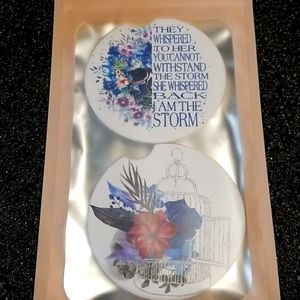 THEY
WHISPERED
TO HER
YOU CANNOT
WITHSTAND
THE STORM
SHE WHISPERED
BACK
I AM THE
STORM